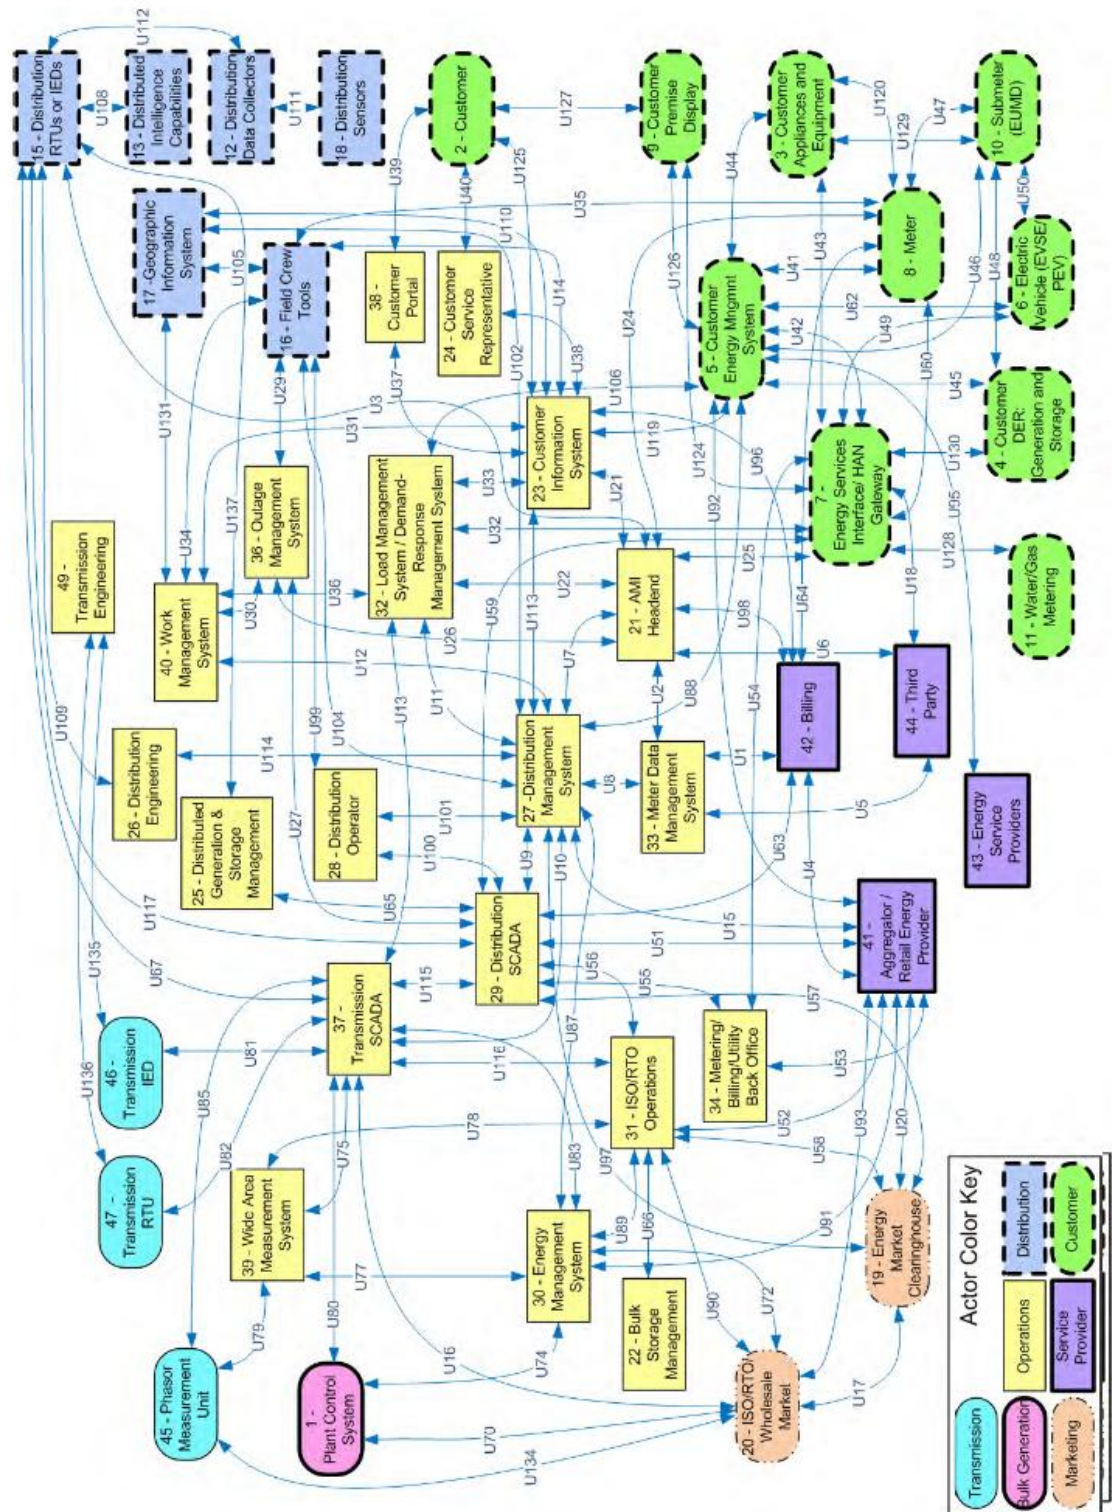 47 -
Transmission
RTU
46 -
Transmission
IED
45 - Phasor
Measurement
Unit
1 -
Plant Control
System
39 - Wide Area
Measurement
System
30 - Energy
Management
System
22 - Bulk
Storage
Management
20 - ISO/RTO/
Wholesale
Market
19 - Energy
Market
Clearinghouse
37 -
Transmission
SCADA
31 - ISO/RTO
Operations
34 - Metering/
Billing/Utility
Back Office
29 - Distribution
SCADA
25 - Distributed
Generation &
Storage
Management
26 - Distribution
Engineering
28 - Distribution
Operator
27 -Distribution
Management
System
33 - Meter Data
Management
System
41 -
Aggregator /
Retail Energy
Provider
42 - Billing
44 - Third
Party
43 - Energy
Service
Providers
49 -
Transmission
Engineering
40 - Work
Management
System
36 - Outage
Management
System
32 - Load Management
System / Demand-
Response
Management System
21 - AMI
Headend
23 - Customer
Information
System
24 - Customer
Service
Representative
38 -
Customer
Portal
16 - Field Crew
Tools
17 -Geographic
Information
System
15 - Distribution
RTUs or IEDs
13 - Distributed
Intelligence
Capabilities
12 - Distribution
Data Collectors
18 - Distribution
Sensors
2 - Customer
9 - Customer
Premise
Display
3 - Customer
Appliances and
Equipment
10 - Submeter
(EUMD)
8 - Meter
6 - Electric
Vehicle (EVSE/
PEV)
5 - Customer
Energy Mngmnt
System
4 - Customer
DER:
Generation and
Storage
7 -
Energy Services
Interface/ HAN
Gateway
11 - Water/Gas
Metering
U112
U108
U111
U39
U127
U120
U47
U129
U40
U125
U44
U50
U110
U35
U105
U14
U43
U126
U41
U46
U48
U24
U62
U131
U29
U102
U38
U37
U3
U106
U42
U49
U60
U31
U119
U45
U137
U33
U21
U96
U124
U130
U34
U32
U92
U95
U36
U59
U25
U128
U30
U113
U22
U18
U64
U26
U98
U12
U7
U6
U109
U11
U2
U88
U54
U13
U104
U99
U114
U8
U1
U27
U101
U5
U10
U100
U9
U63
U4
U117
U65
U15
U51
U67
U135
U56
U55
U115
U57
U87
U136
U81
U116
U53
U85
U78
U52
U93
U82
U75
U20
U58
U97
U83
U89
U66
U91
U77
U80
U90
U72
U79
U16
U74
U17
U70
U134
Actor Color Key
Transmission
Operations
Distribution
Bulk Generation
Service
Provider
Customer
Marketing